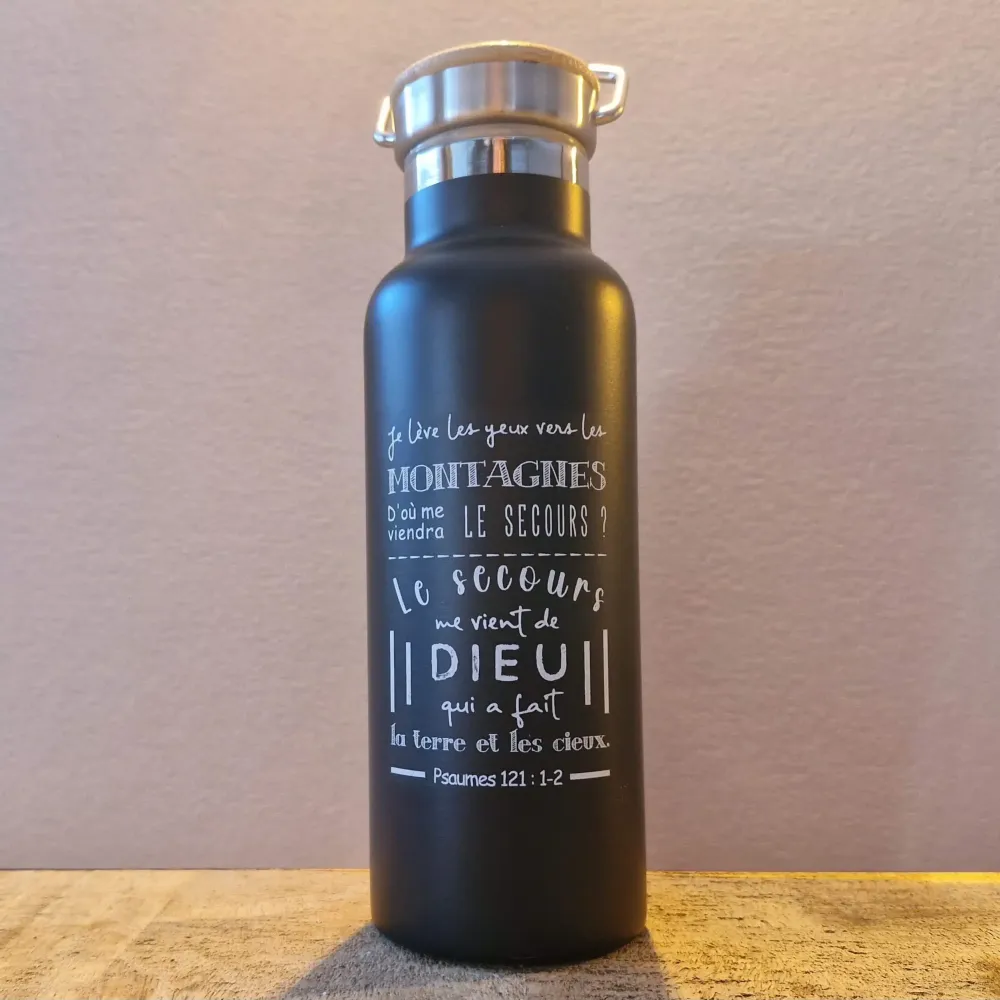 Je lève les yeux vers les
MONTAGNES
D'où me
viendra
LE SECOURS ?
Le secours
me vient de
DIEU
qui a fait
la terre et les cieux.
Psaumes 121 : 1-2